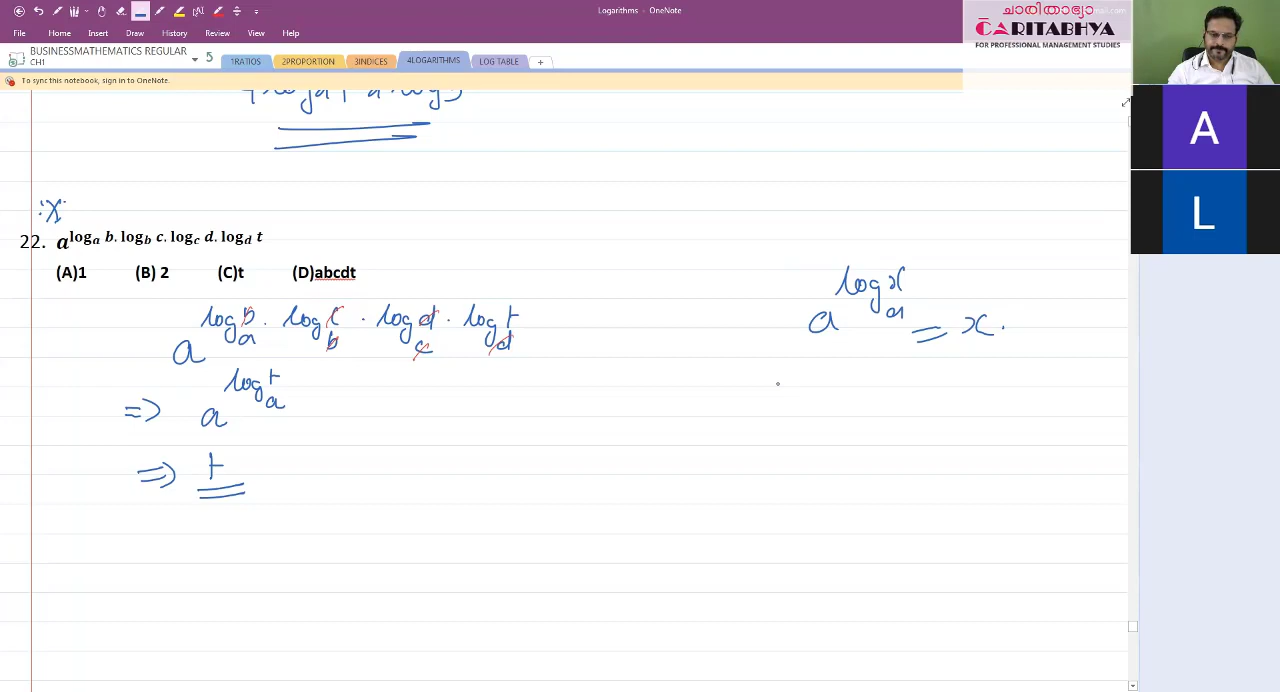 Logarithms - OneNote
ചാരിതാഭ്യാ
CARITABHYA
FOR PROFESSIONAL MANAGEMENT STUDIES
File Home Insert Draw History Review View Help
BUSINESSMATHEMATICS REGULAR
CH1
1RATIOS 2PROPORTION 3INDICES 4LOGARITHMS LOG TABLE +
To sync this notebook, sign in to OneNote.
A
L
22. a^(log_a b. log_b c. log_c d. log_d t)
(A)1 (B) 2 (C)t (D)abcdt
a^(log_a b · log_b c · log_c d · log_d t)
a^(log_a x) = x.
=> a^(log_a t)
=> t